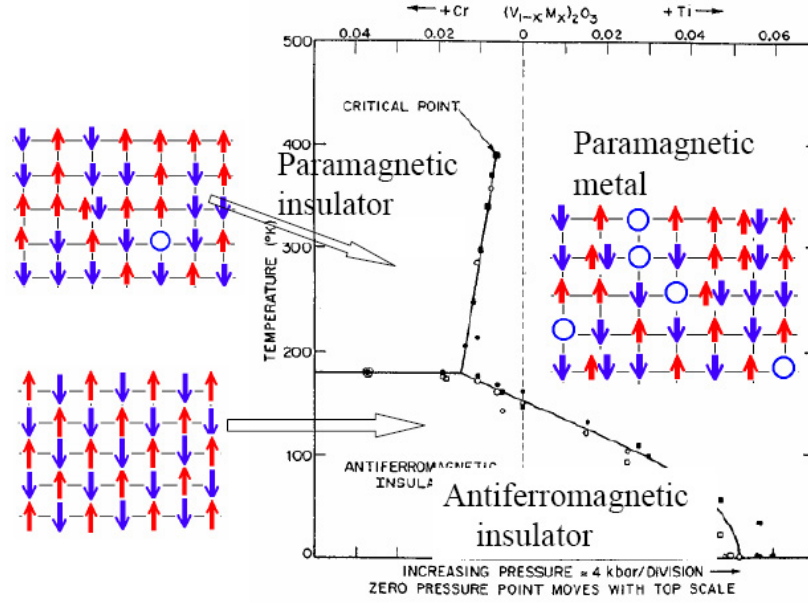 +Cr (V1-xMx)2O3 +Ti
0.04 0.02 0 0.02 0.04 0.06
500
CRITICAL POINT
400
Paramagnetic
insulator
Paramagnetic
metal
300
TEMPERATURE (°K)
200
100
ANTIFERROMAGNETIC
Antiferromagnetic
insulator
0
INCREASING PRESSURE ≈ 4 kbar/DIVISION
ZERO PRESSURE POINT MOVES WITH TOP SCALE